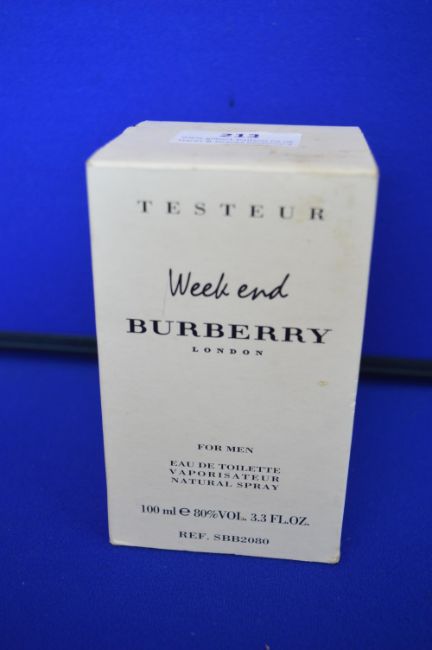 213
TESTEUR
Week end
BURBERRY
LONDON
FOR MEN
EAU DE TOILETTE
VAPORISATEUR
NATURAL SPRAY
100 ml e 80%VOL. 3.3 FL.OZ.
REF. SBB2080